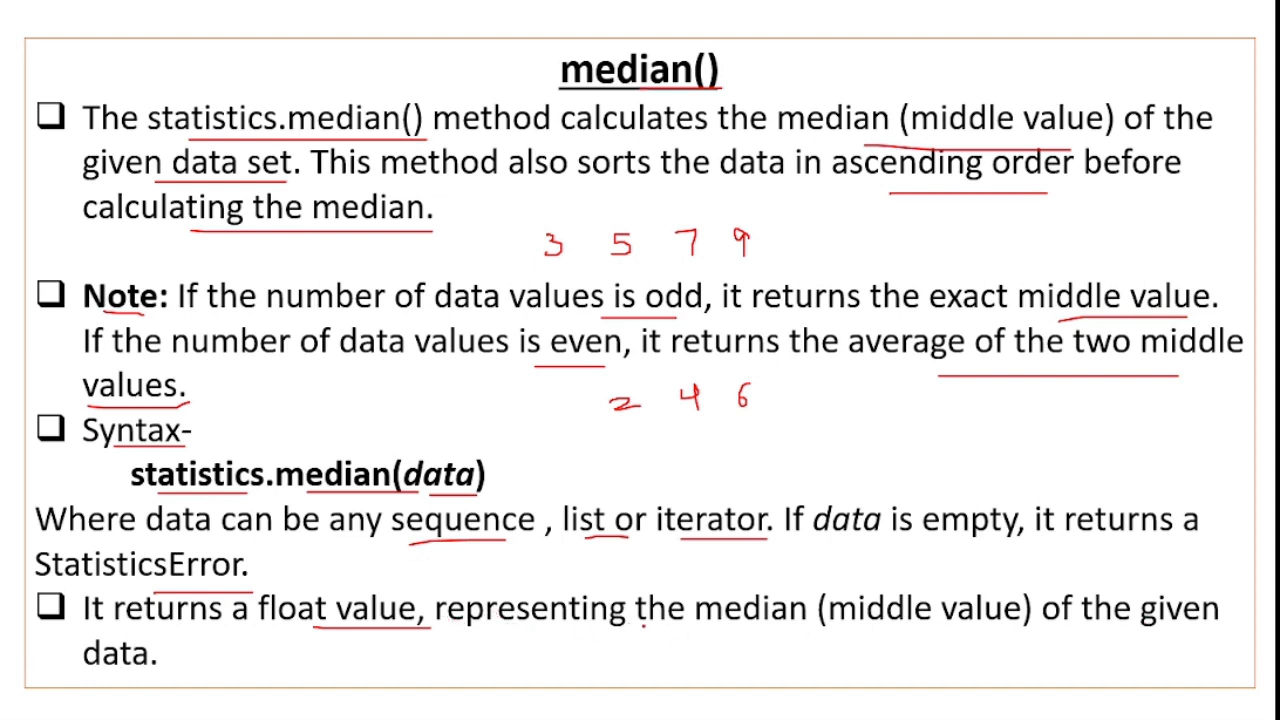 median()
❑ The statistics.median() method calculates the median (middle value) of the
given data set. This method also sorts the data in ascending order before
calculating the median.
3 5 7 9
❑ Note: If the number of data values is odd, it returns the exact middle value.
If the number of data values is even, it returns the average of the two middle
values.
2 4 6
❑ Syntax-
statistics.median(data)
Where data can be any sequence , list or iterator. If data is empty, it returns a
StatisticsError.
❑ It returns a float value, representing the median (middle value) of the given
data.